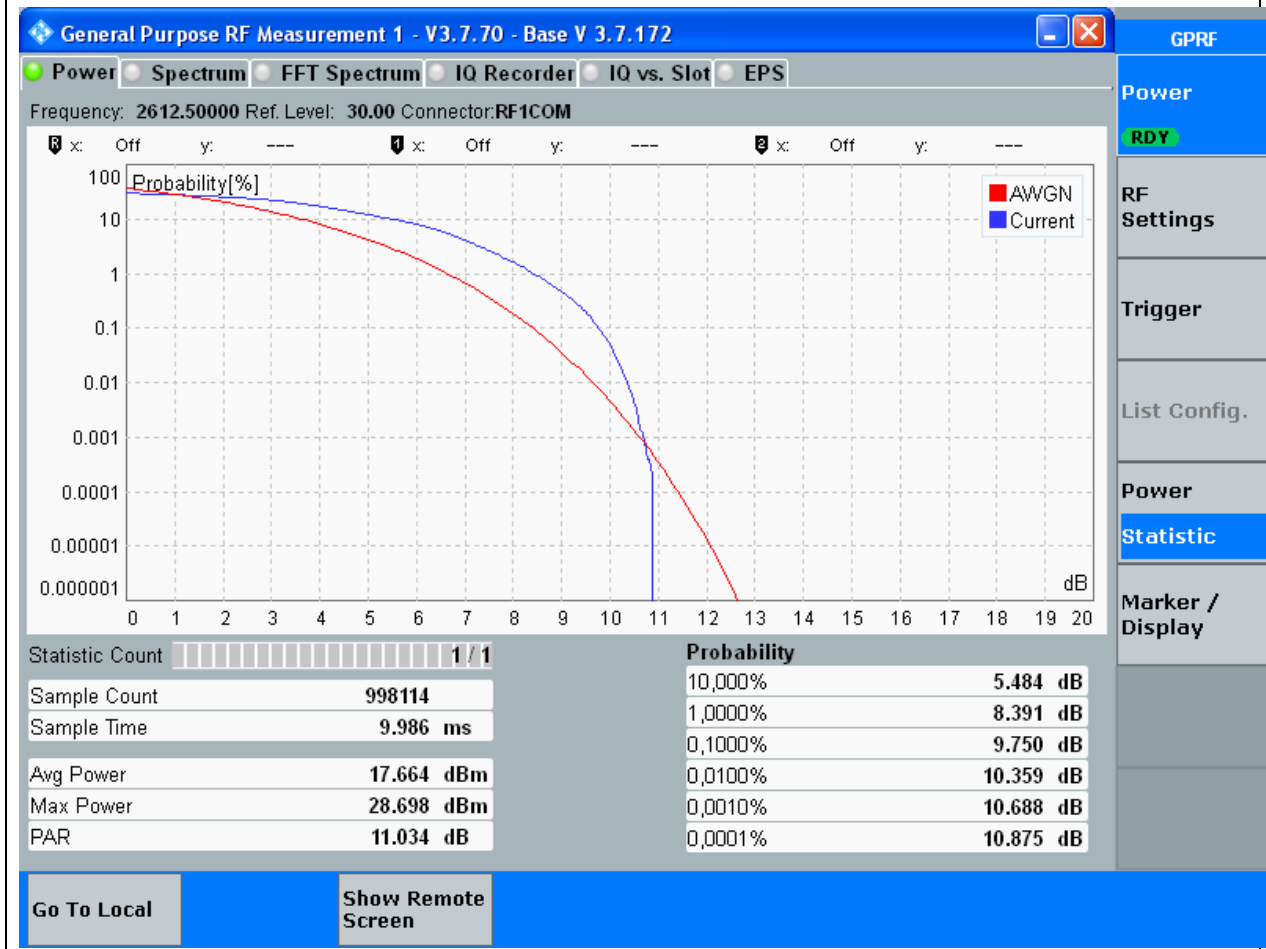 General Purpose RF Measurement 1 - V3.7.70 - Base V 3.7.172
Power Spectrum FFT Spectrum IQ Recorder IQ vs. Slot EPS
Frequency: 2612.50000 Ref. Level: 30.00 Connector:RF1COM
R x: Off y: --- 1 x: Off y: --- 2 x: Off y: ---
Probability[%]
100
10
1
0.1
0.01
0.001
0.0001
0.00001
0.000001
AWGN
Current
dB
0 1 2 3 4 5 6 7 8 9 10 11 12 13 14 15 16 17 18 19 20
Statistic Count 1 / 1
Sample Count 998114
Sample Time 9.986 ms
Avg Power 17.664 dBm
Max Power 28.698 dBm
PAR 11.034 dB
Probability
10,000% 5.484 dB
1,0000% 8.391 dB
0,1000% 9.750 dB
0,0100% 10.359 dB
0,0010% 10.688 dB
0,0001% 10.875 dB
GPRF
Power
RDY
RF
Settings
Trigger
List Config.
Power
Statistic
Marker /
Display
Go To Local
Show Remote
Screen